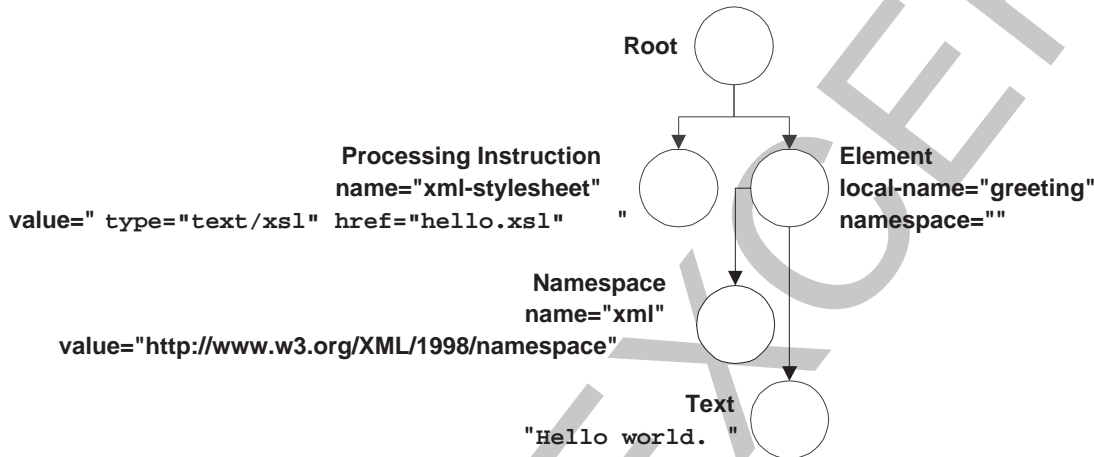 Root
Processing Instruction
name="xml-stylesheet"
value=" type="text/xsl" href="hello.xsl" "
Element
local-name="greeting"
namespace=""
Namespace
name="xml"
value="http://www.w3.org/XML/1998/namespace"
Text
"Hello world. "